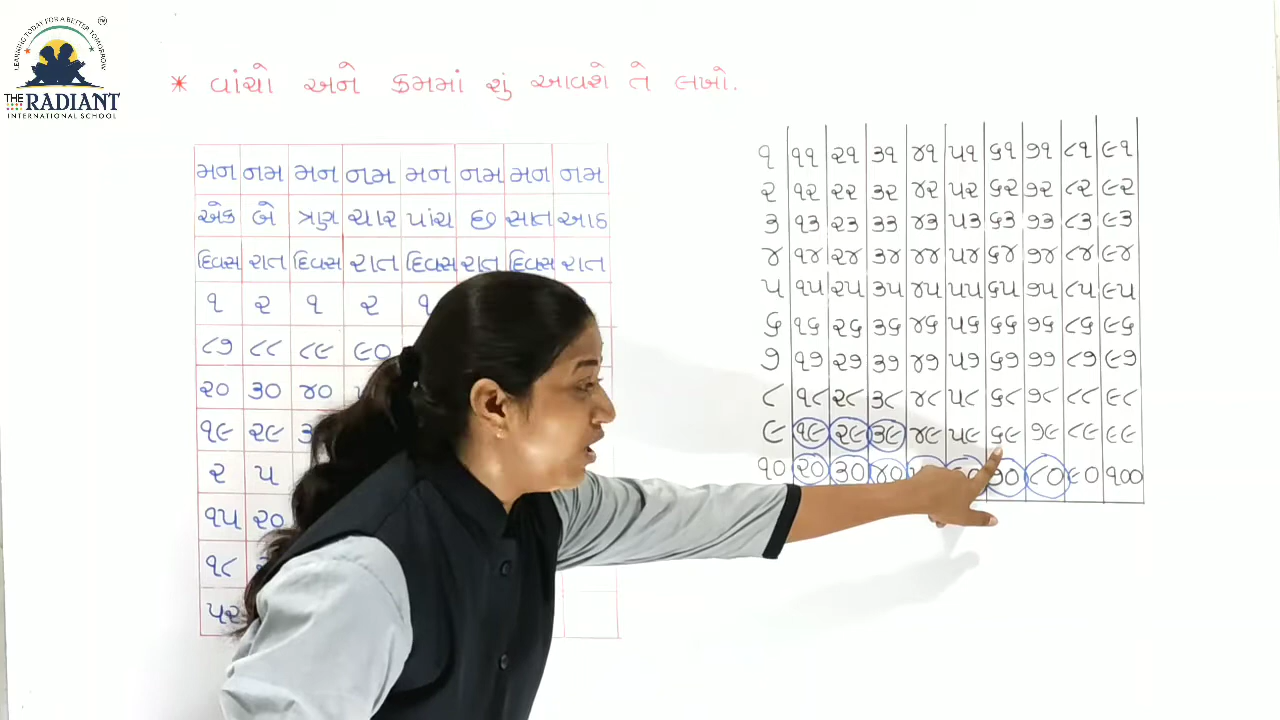 LEARNING TODAY FOR A BETTER TOMORROW
THE RADIANT
INTERNATIONAL SCHOOL
* વાંચો અને ક્રમમાં શું આવશે તે લખો.
મન નમ મન નમ મન નમ મન નમ
એક બે ત્રણ ચાર પાંચ છ સાત આઠ
દિવસ રાત દિવસ રાત દિવસ રાત દિવસ રાત
૧ ૨ ૧ ૨ ૧
૮૭ ૮૮ ૮૯ ૯૦
૨૦ ૩૦ ૪૦
૧૯ ૨૯
૨ ૫
૧૫ ૨૦
૧૮
૫૨
૧ ૧૧ ૨૧ ૩૧ ૪૧ ૫૧ ૬૧ ૭૧ ૮૧ ૯૧
૨ ૧૨ ૨૨ ૩૨ ૪૨ ૫૨ ૬૨ ૭૨ ૮૨ ૯૨
૩ ૧૩ ૨૩ ૩૩ ૪૩ ૫૩ ૬૩ ૭૩ ૮૩ ૯૩
૪ ૧૪ ૨૪ ૩૪ ૪૪ ૫૪ ૬૪ ૭૪ ૮૪ ૯૪
૫ ૧૫ ૨૫ ૩૫ ૪૫ ૫૫ ૬૫ ૭૫ ૮૫ ૯૫
૬ ૧૬ ૨૬ ૩૬ ૪૬ ૫૬ ૬૬ ૭૬ ૮૬ ૯૬
૭ ૧૭ ૨૭ ૩૭ ૪૭ ૫૭ ૬૭ ૭૭ ૮૭ ૯૭
૮ ૧૮ ૨૮ ૩૮ ૪૮ ૫૮ ૬૮ ૭૮ ૮૮ ૯૮
૯ ૧૯ ૨૯ ૩૯ ૪૯ ૫૯ ૬૯ ૭૯ ૮૯ ૯૯
૧૦ ૨૦ ૩૦ ૪૦ ૭૦ ૮૦ ૯૦ ૧૦૦